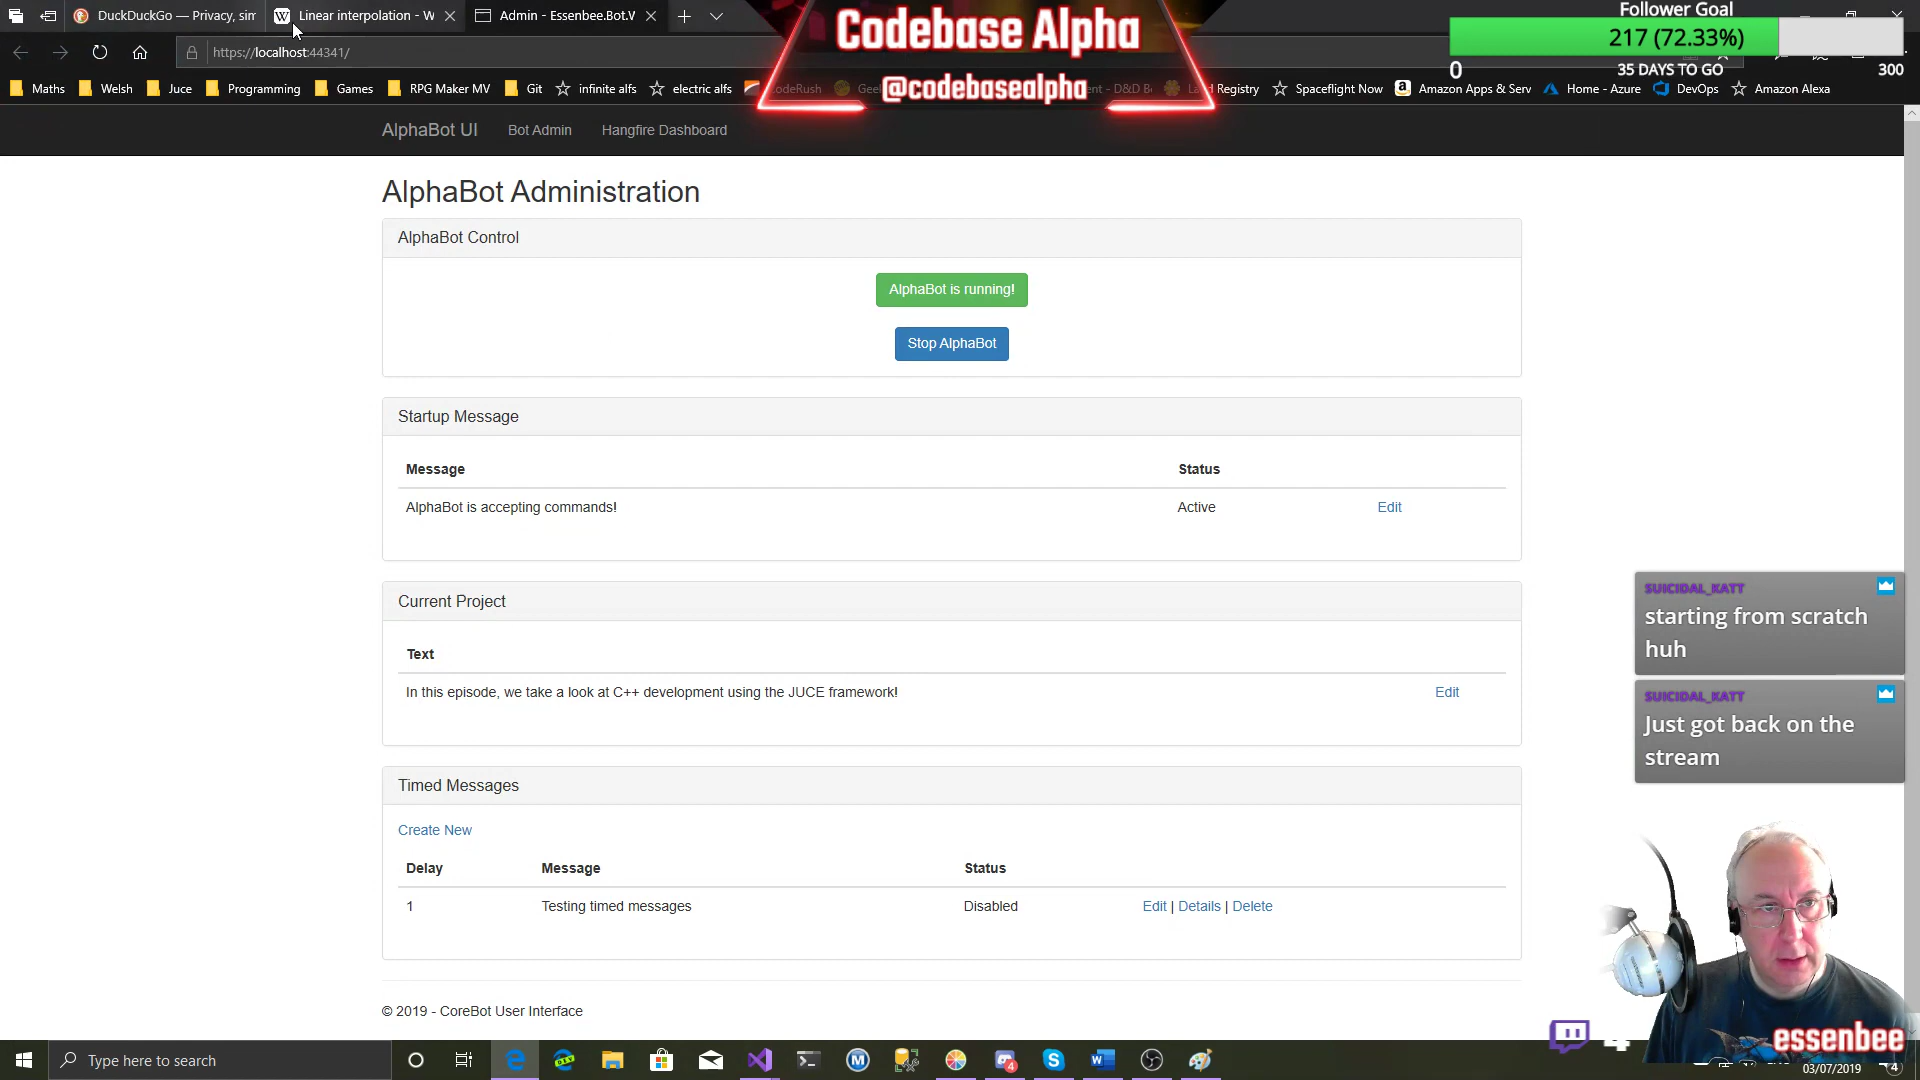 DuckDuckGo — Privacy, sim
Linear interpolation - W
Admin - Essenbee.Bot.V
Codebase Alpha
@codebasealpha
Follower Goal
217 (72.33%)
0
35 DAYS TO GO
300
https://localhost:44341/
Maths
Welsh
Juce
Programming
Games
RPG Maker MV
Git
infinite alfs
electric alfs
Registry
Spaceflight Now
Amazon Apps & Serv
Home - Azure
DevOps
Amazon Alexa
AlphaBot UI
Bot Admin
Hangfire Dashboard
AlphaBot Administration
AlphaBot Control
AlphaBot is running!
Stop AlphaBot
Startup Message
Message
Status
AlphaBot is accepting commands!
Active
Edit
Current Project
Text
In this episode, we take a look at C++ development using the JUCE framework!
Edit
Timed Messages
Create New
Delay
Message
Status
1
Testing timed messages
Disabled
Edit | Details | Delete
© 2019 - CoreBot User Interface
SUICIDAL_KATT
starting from scratch
huh
SUICIDAL_KATT
Just got back on the
stream
essenbee
Type here to search
03/07/2019